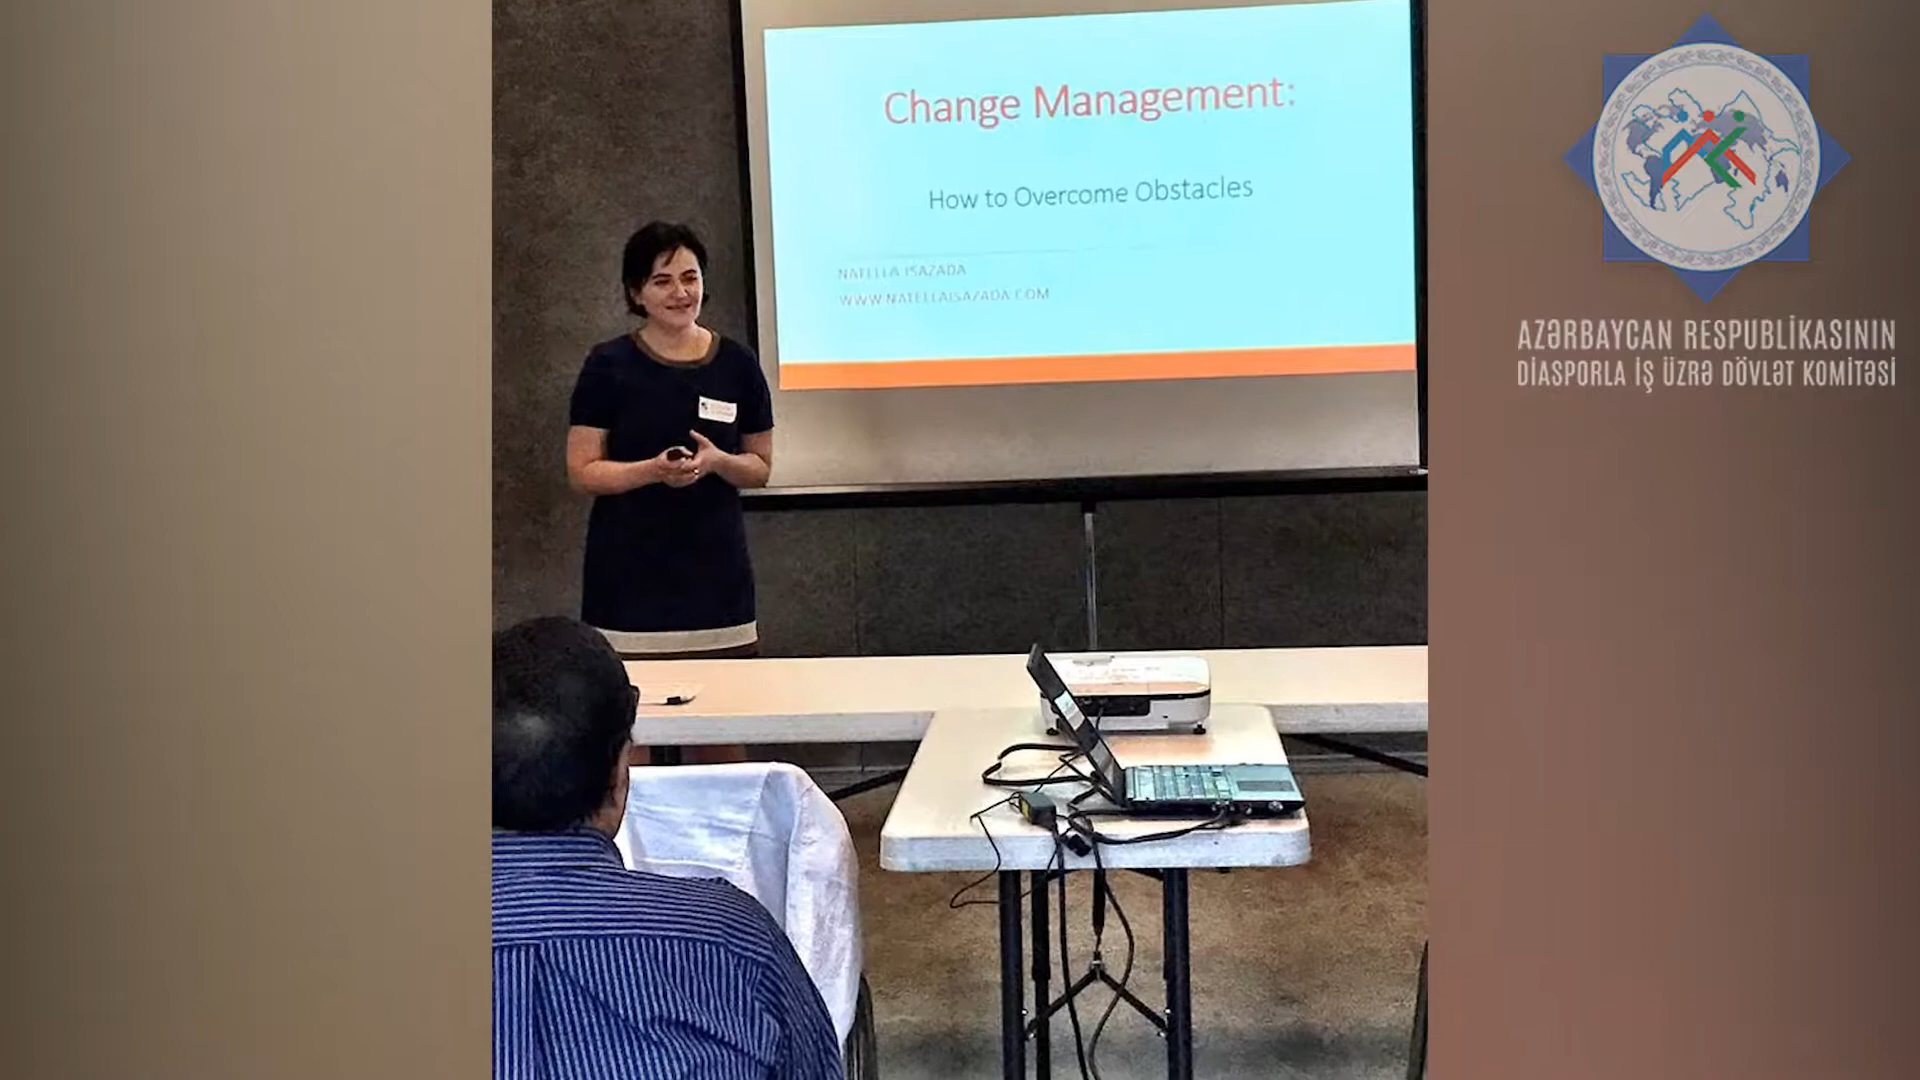 Change Management:
How to Overcome Obstacles
NATELLA ISAZADA
WWW.NATELLAISAZADA.COM
AZƏRBAYCAN RESPUBLİKASININ
DİASPORLA İŞ ÜZRƏ DÖVLƏT KOMİTƏSİ